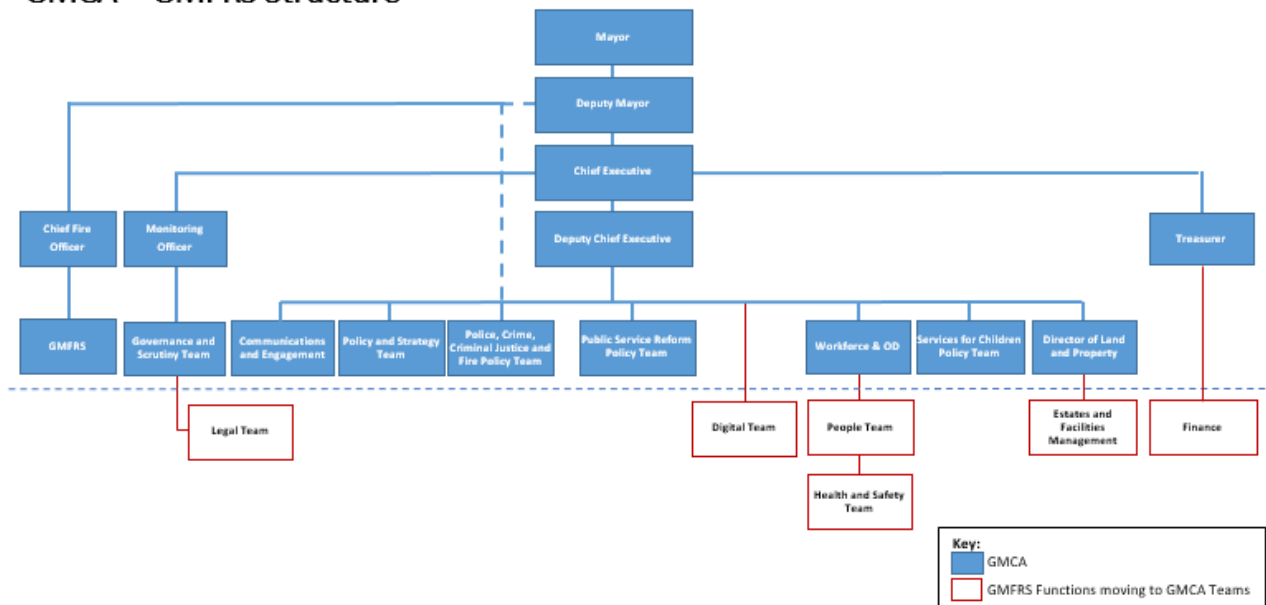 GMCA – GMFRS Structure
Mayor
Deputy Mayor
Chief Executive
Chief Fire
Officer
Monitoring
Officer
Deputy Chief Executive
Treasurer
GMFRS
Governance and
Scrutiny Team
Communications
and Engagement
Policy and Strategy
Team
Police, Crime,
Criminal Justice and
Fire Policy Team
Public Service Reform
Policy Team
Workforce & OD
Services for Children
Policy Team
Director of Land
and Property
Legal Team
Digital Team
People Team
Estates and
Facilities
Management
Finance
Health and Safety
Team
Key:
GMCA
GMFRS Functions moving to GMCA Teams